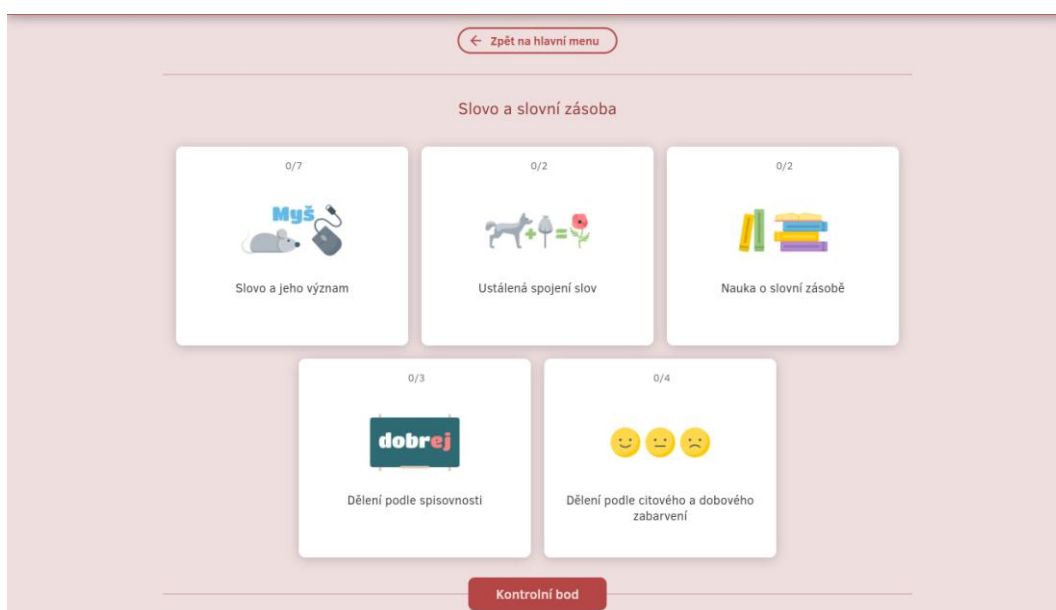 ← Zpět na hlavní menu
Slovo a slovní zásoba
0/7
Myš
Slovo a jeho význam
0/2
+ =
Ustálená spojení slov
0/2
Nauka o slovní zásobě
0/3
dobrej
Dělení podle spisovnosti
0/4
Dělení podle citového a dobového
zabarvení
Kontrolní bod